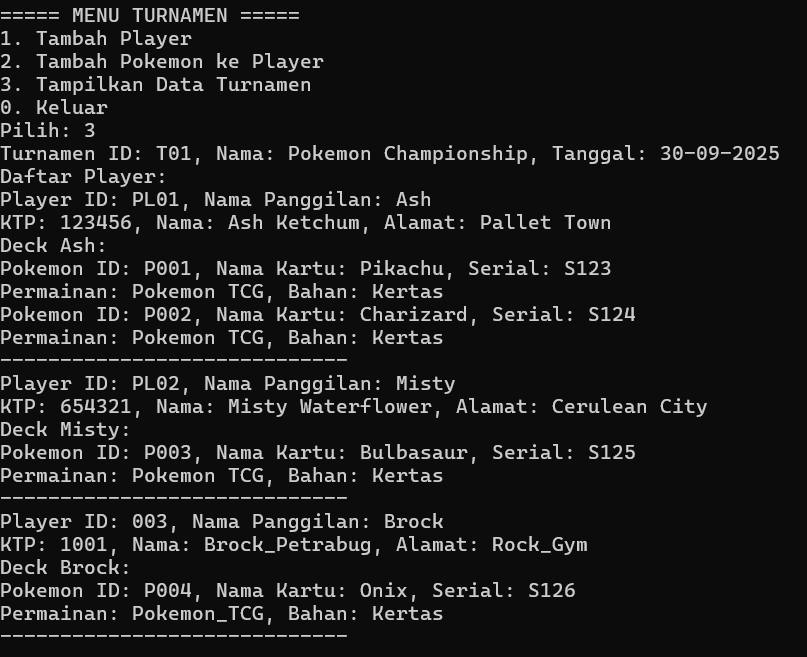 ===== MENU TURNAMEN =====
1. Tambah Player
2. Tambah Pokemon ke Player
3. Tampilkan Data Turnamen
0. Keluar
Pilih: 3
Turnamen ID: T01, Nama: Pokemon Championship, Tanggal: 30-09-2025
Daftar Player:
Player ID: PL01, Nama Panggilan: Ash
KTP: 123456, Nama: Ash Ketchum, Alamat: Pallet Town
Deck Ash:
Pokemon ID: P001, Nama Kartu: Pikachu, Serial: S123
Permainan: Pokemon TCG, Bahan: Kertas
Pokemon ID: P002, Nama Kartu: Charizard, Serial: S124
Permainan: Pokemon TCG, Bahan: Kertas
-----------------------------
Player ID: PL02, Nama Panggilan: Misty
KTP: 654321, Nama: Misty Waterflower, Alamat: Cerulean City
Deck Misty:
Pokemon ID: P003, Nama Kartu: Bulbasaur, Serial: S125
Permainan: Pokemon TCG, Bahan: Kertas
-----------------------------
Player ID: 003, Nama Panggilan: Brock
KTP: 1001, Nama: Brock_Petrabug, Alamat: Rock_Gym
Deck Brock:
Pokemon ID: P004, Nama Kartu: Onix, Serial: S126
Permainan: Pokemon_TCG, Bahan: Kertas
-----------------------------